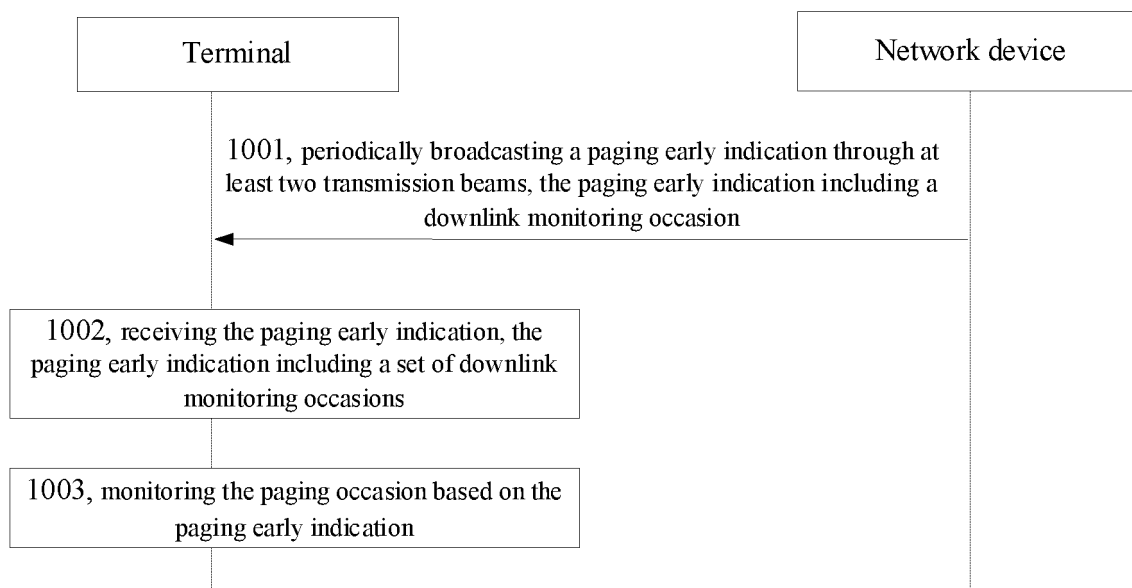 Terminal
Network device
1001, periodically broadcasting a paging early indication through at
least two transmission beams, the paging early indication including a
downlink monitoring occasion
1002, receiving the paging early indication, the
paging early indication including a set of downlink
monitoring occasions
1003, monitoring the paging occasion based on the
paging early indication